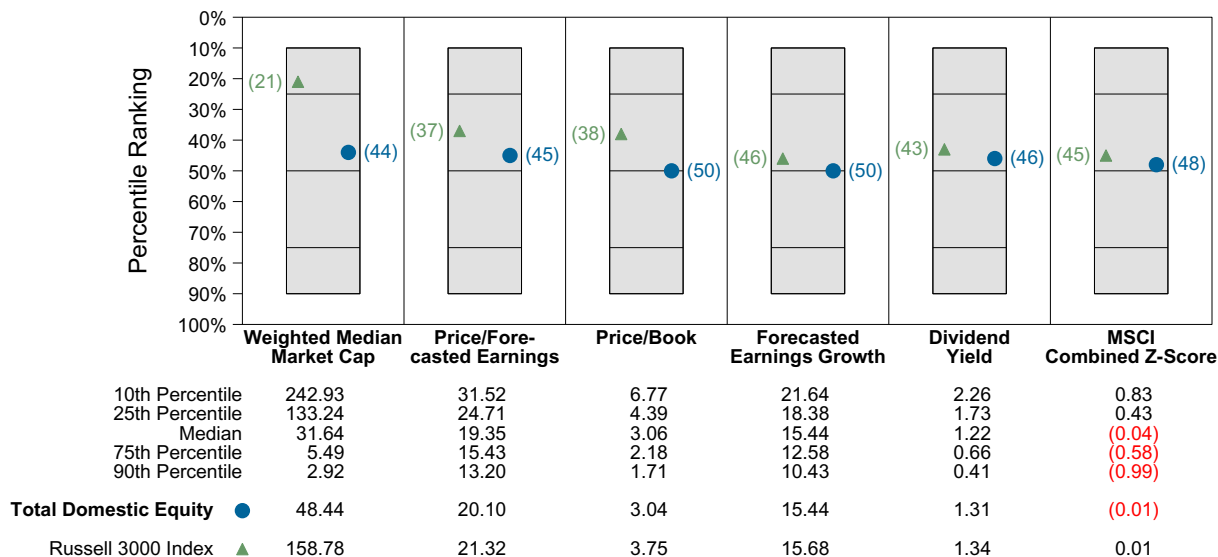 0%
10%
20%
30%
40%
50%
60%
70%
80%
90%
100%
Percentile Ranking
(21)
(44)
(37)
(45)
(38)
(50)
(46)
(50)
(43)
(46)
(45)
(48)
Weighted Median
Market Cap
Price/Fore-
casted Earnings
Price/Book
Forecasted
Earnings Growth
Dividend
Yield
MSCI
Combined Z-Score
10th Percentile 242.93 31.52 6.77 21.64 2.26 0.83
25th Percentile 133.24 24.71 4.39 18.38 1.73 0.43
Median 31.64 19.35 3.06 15.44 1.22 (0.04)
75th Percentile 5.49 15.43 2.18 12.58 0.66 (0.58)
90th Percentile 2.92 13.20 1.71 10.43 0.41 (0.99)
Total Domestic Equity 48.44 20.10 3.04 15.44 1.31 (0.01)
Russell 3000 Index 158.78 21.32 3.75 15.68 1.34 0.01